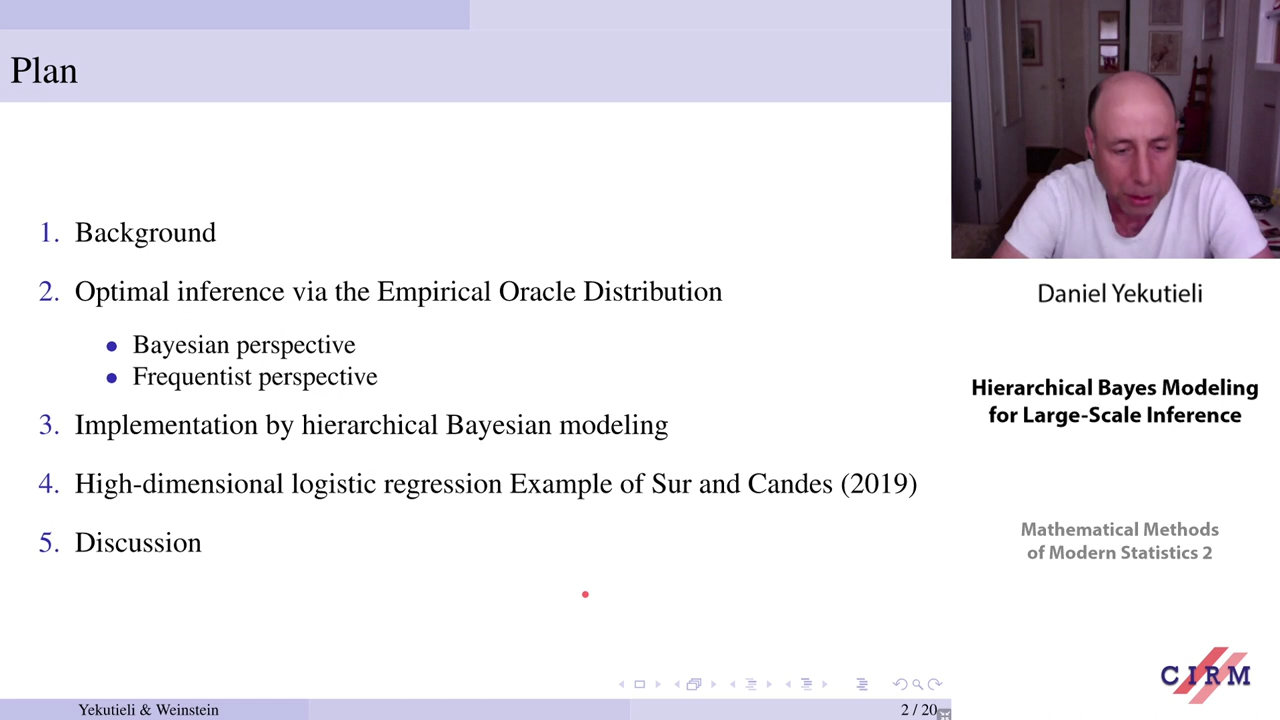 Plan
1. Background
2. Optimal inference via the Empirical Oracle Distribution
• Bayesian perspective
• Frequentist perspective
3. Implementation by hierarchical Bayesian modeling
4. High-dimensional logistic regression Example of Sur and Candes (2019)
5. Discussion
Yekutieli & Weinstein
2 / 20
Daniel Yekutieli
Hierarchical Bayes Modeling
for Large-Scale Inference
Mathematical Methods
of Modern Statistics 2
CIRM